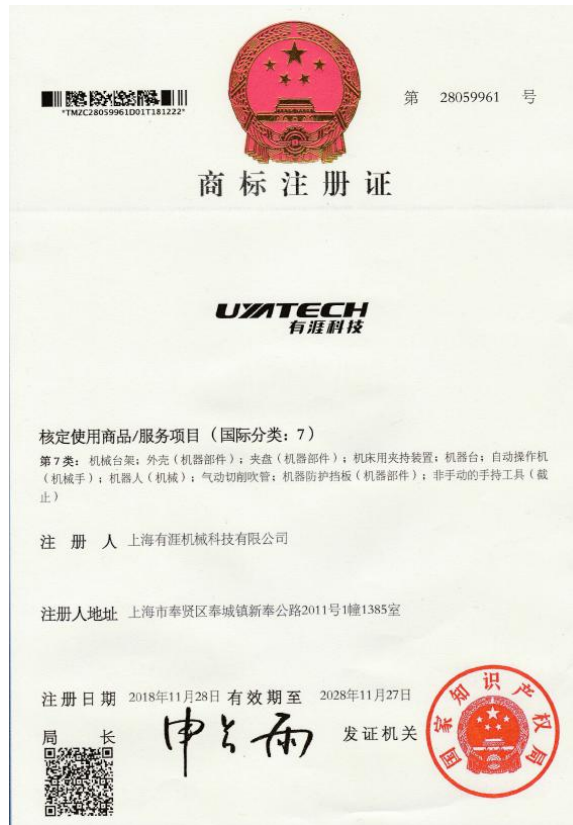 *TMZC28059961D01T181222*
第 28059961 号
商标注册证
UYATECH
有涯科技
核定使用商品/服务项目（国际分类：7）
第7类：机械台架；外壳（机器部件）；夹盘（机器部件）；机床用夹持装置；机器台；自动操作机
（机械手）；机器人（机械）；气动切削吹管；机器防护挡板（机器部件）；非手动的手持工具（截
止）
注册人 上海有涯机械科技有限公司
注册人地址 上海市奉贤区奉城镇新奉公路2011号1幢1385室
注册日期 2018年11月28日 有效期至 2028年11月27日
局长 申长雨 发证机关
国家知识产权局